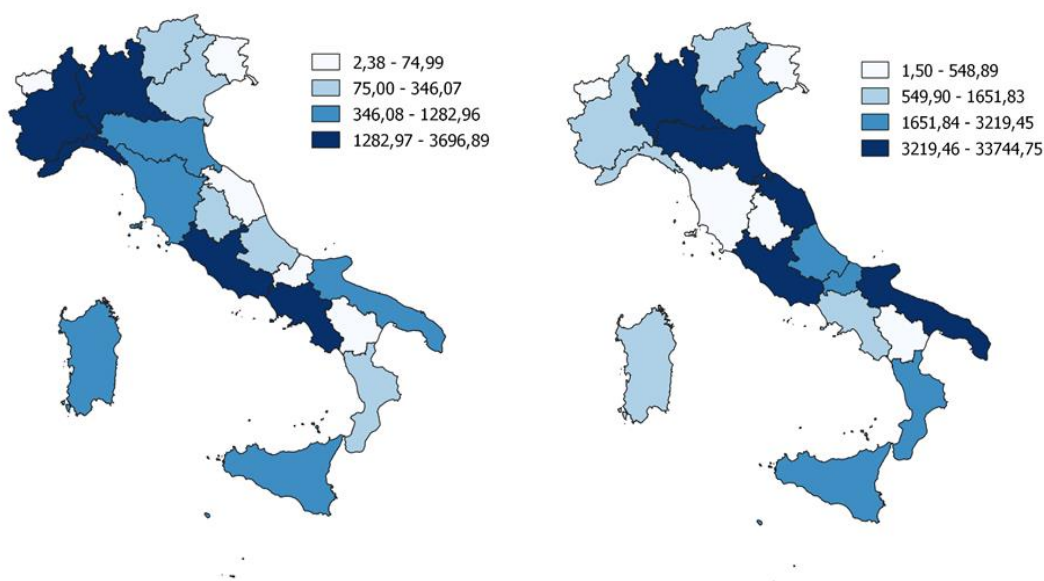 2,38 - 74,99
75,00 - 346,07
346,08 - 1282,96
1282,97 - 3696,89
1,50 - 548,89
549,90 - 1651,83
1651,84 - 3219,45
3219,46 - 33744,75